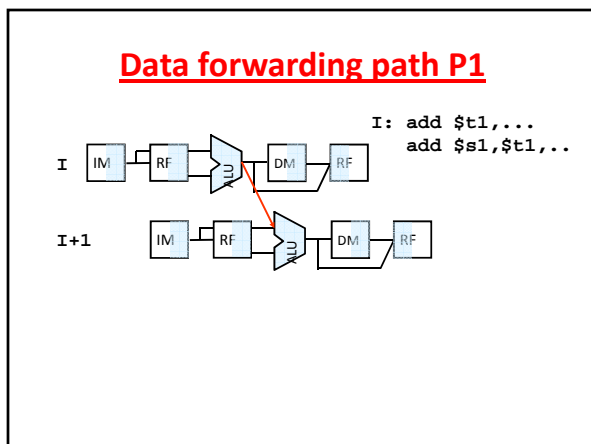 Data forwarding path P1
I: add $t1,...
add $s1,$t1,..
I IM RF ALU DM RF
I+1 IM RF ALU DM RF